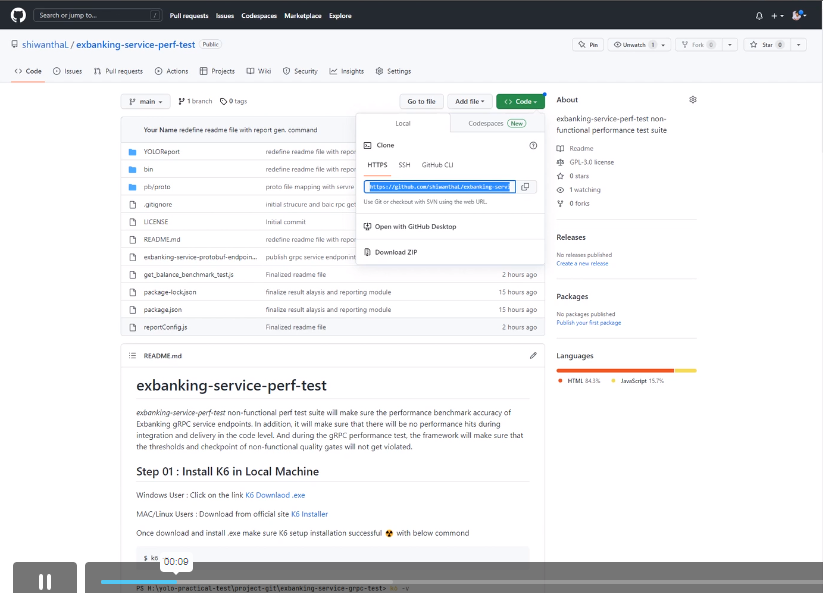 Search or jump to... /
Pull requests Issues Codespaces Marketplace Explore
shiwanthaL / exbanking-service-perf-test Public
Pin Unwatch 1 Fork 0 Star 0
Code Issues Pull requests Actions Projects Wiki Security Insights Settings
main 1 branch 0 tags Go to file Add file Code
About
Local Codespaces New
exbanking-service-perf-test non-
functional performance test suite
Your Name redefine readme file with report gen. command
Clone
Readme
YOLDReport redefine readme file with repor
HTTPS SSH GitHub CLI
GPL-3.0 license
bin redefine readme file with repor
0 stars
https://github.com/shiwanthaL/exbanking-servi
pb/proto proto file mapping with servre
1 watching
Use Git or checkout with SVN using the web URL.
.gitignore initial strucure and baic rpc get
0 forks
LICENSE Initial commit
Open with GitHub Desktop
README.md redefine readme file with repor
Releases
Download ZIP
exbanking-service-protobuf-endpoin... publish grpc service endpoint
No releases published
Create a new release
get_balance_benchmark_test.js Finalized readme file 2 hours ago
package-lock.json finalize result alaysis and reporting module 15 hours ago
Packages
package.json finalize result alaysis and reporting module 15 hours ago
No packages published
Publish your first package
reportConfig.js Finalized readme file 2 hours ago
README.md
Languages
HTML 84.3% JavaScript 15.7%
exbanking-service-perf-test
exbanking-service-perf-test non-functional perf test suite will make sure the performance benchmark accuracy of
Exbanking gRPC service endpoints. In addition, it will make sure that there will be no performance hits during
integration and delivery in the code level. And during the gRPC performance test, the framework will make sure that
the thresholds and checkpoint of non-functional quality gates will not get violated.
Step 01 : Install K6 in Local Machine
Windows User : Click on the link K6 Downlaod .exe
MAC/Linux Users : Download from official site K6 Installer
Once download and install .exe make sure K6 setup installation successful ☢ with below commond
$ k6
00:09
PS H:\yolo-practical-test\project-git\exbanking-service-grpc-test> -v